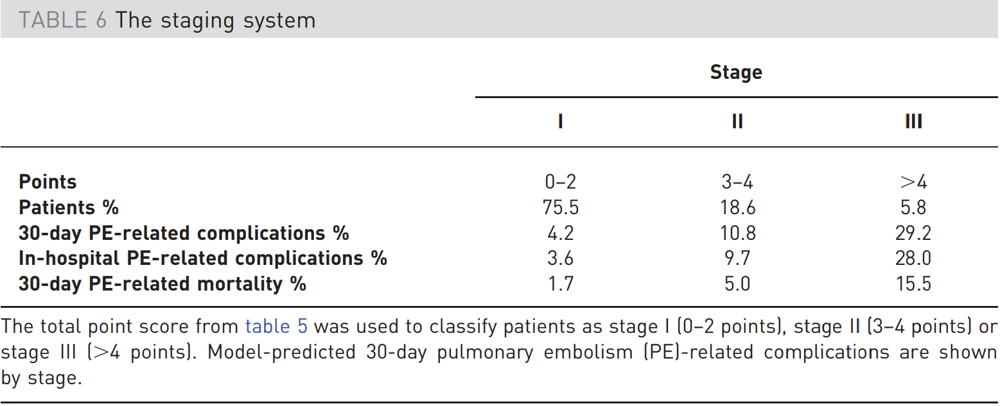 TABLE 6 The staging system
Stage
I II III
Points 0–2 3–4 >4
Patients % 75.5 18.6 5.8
30-day PE-related complications % 4.2 10.8 29.2
In-hospital PE-related complications % 3.6 9.7 28.0
30-day PE-related mortality % 1.7 5.0 15.5
The total point score from table 5 was used to classify patients as stage I (0–2 points), stage II (3–4 points) or
stage III (>4 points). Model-predicted 30-day pulmonary embolism (PE)-related complications are shown
by stage.